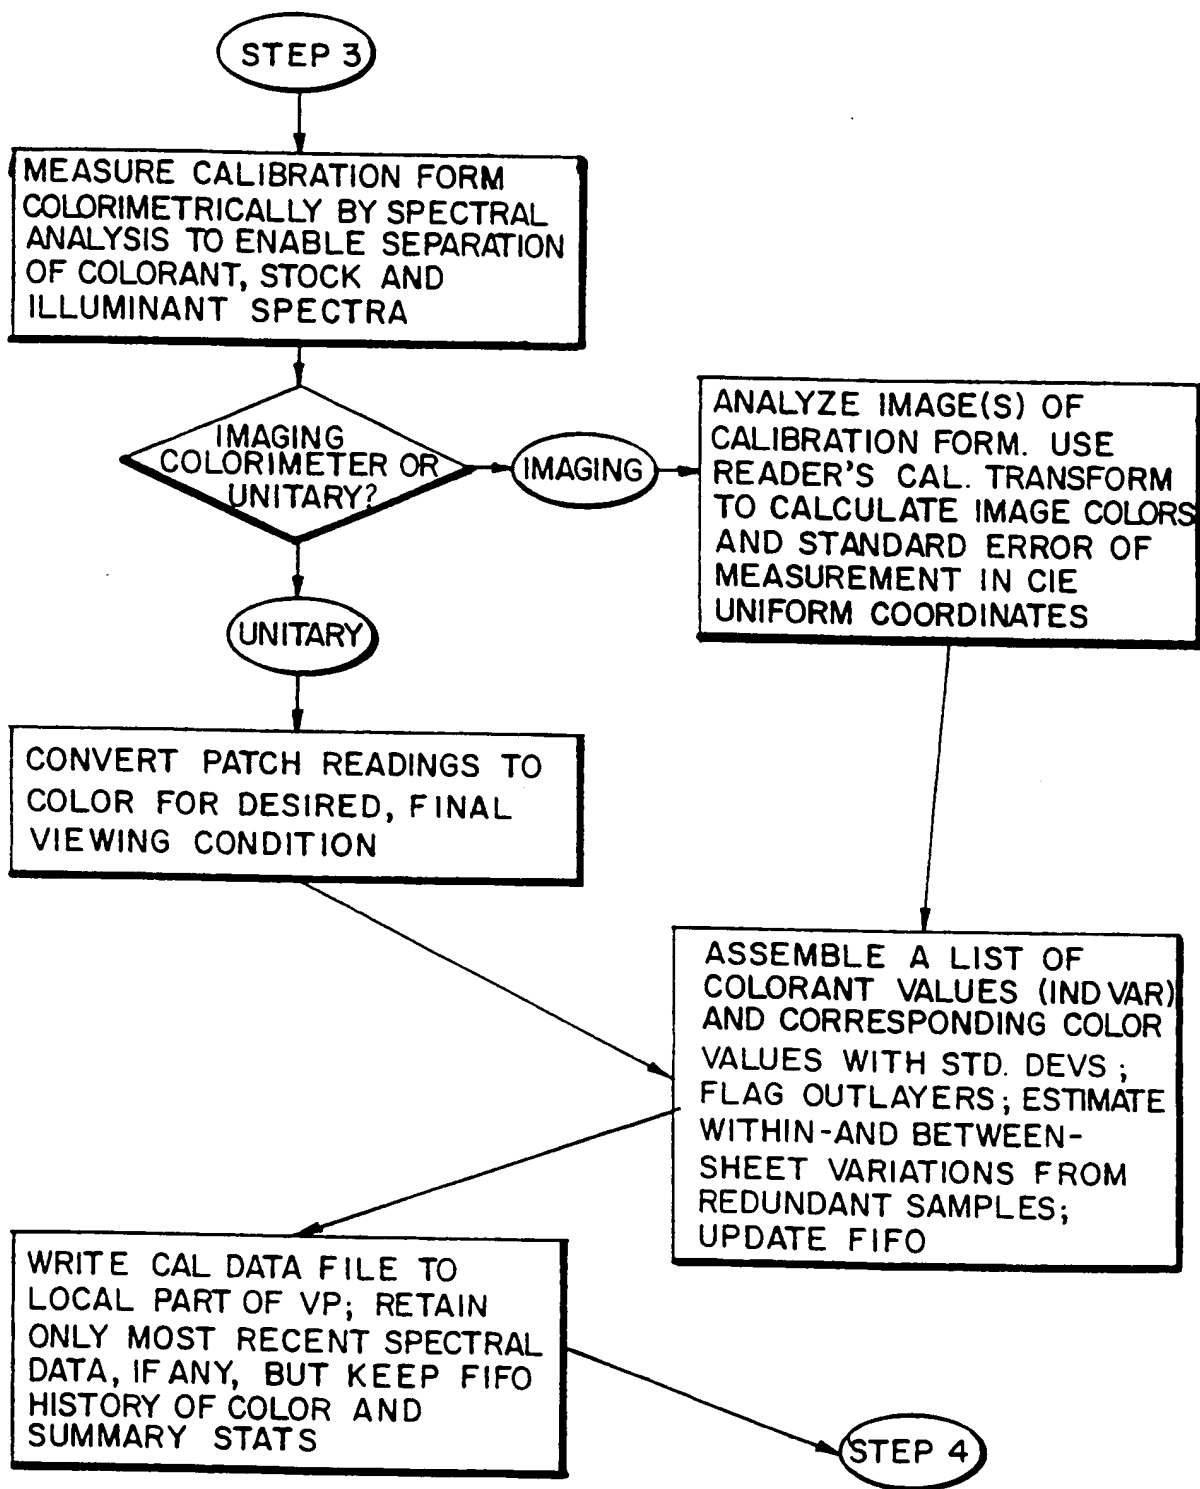 STEP 3
MEASURE CALIBRATION FORM
COLORIMETRICALLY BY SPECTRAL
ANALYSIS TO ENABLE SEPARATION
OF COLORANT, STOCK AND
ILLUMINANT SPECTRA
IMAGING
COLORIMETER OR
UNITARY?
IMAGING
ANALYZE IMAGE(S) OF
CALIBRATION FORM. USE
READER'S CAL. TRANSFORM
TO CALCULATE IMAGE COLORS
AND STANDARD ERROR OF
MEASUREMENT IN CIE
UNIFORM COORDINATES
UNITARY
CONVERT PATCH READINGS TO
COLOR FOR DESIRED, FINAL
VIEWING CONDITION
ASSEMBLE A LIST OF
COLORANT VALUES (IND VAR)
AND CORRESPONDING COLOR
VALUES WITH STD. DEVS;
FLAG OUTLAYERS; ESTIMATE
WITHIN-AND BETWEEN-
SHEET VARIATIONS FROM
REDUNDANT SAMPLES;
UPDATE FIFO
WRITE CAL DATA FILE TO
LOCAL PART OF VP; RETAIN
ONLY MOST RECENT SPECTRAL
DATA, IF ANY, BUT KEEP FIFO
HISTORY OF COLOR AND
SUMMARY STATS
STEP 4